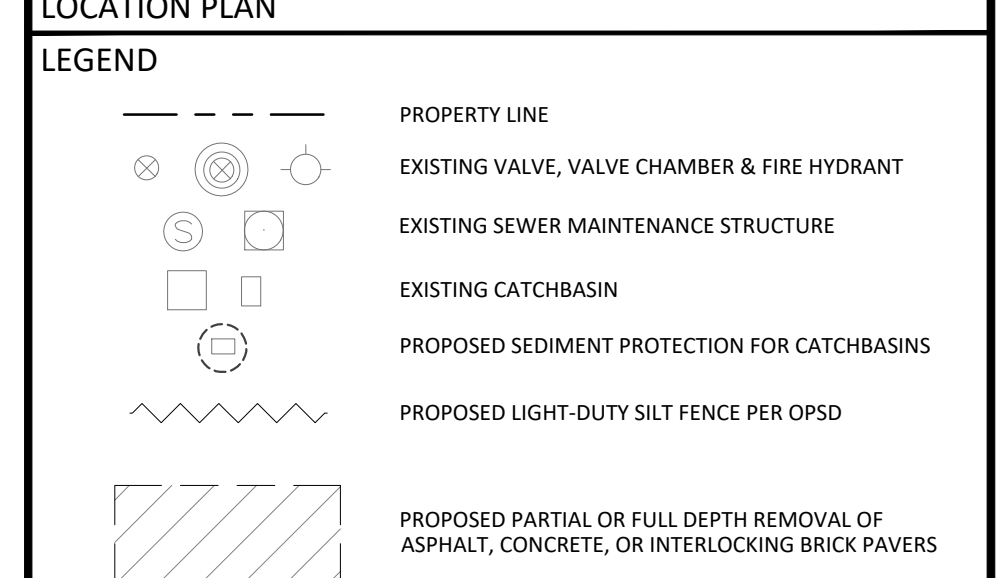 LOCATION PLAN
LEGEND
PROPERTY LINE
EXISTING VALVE, VALVE CHAMBER & FIRE HYDRANT
S
EXISTING SEWER MAINTENANCE STRUCTURE
EXISTING CATCHBASIN
PROPOSED SEDIMENT PROTECTION FOR CATCHBASINS
PROPOSED LIGHT-DUTY SILT FENCE PER OPSD
PROPOSED PARTIAL OR FULL DEPTH REMOVAL OF
ASPHALT, CONCRETE, OR INTERLOCKING BRICK PAVERS